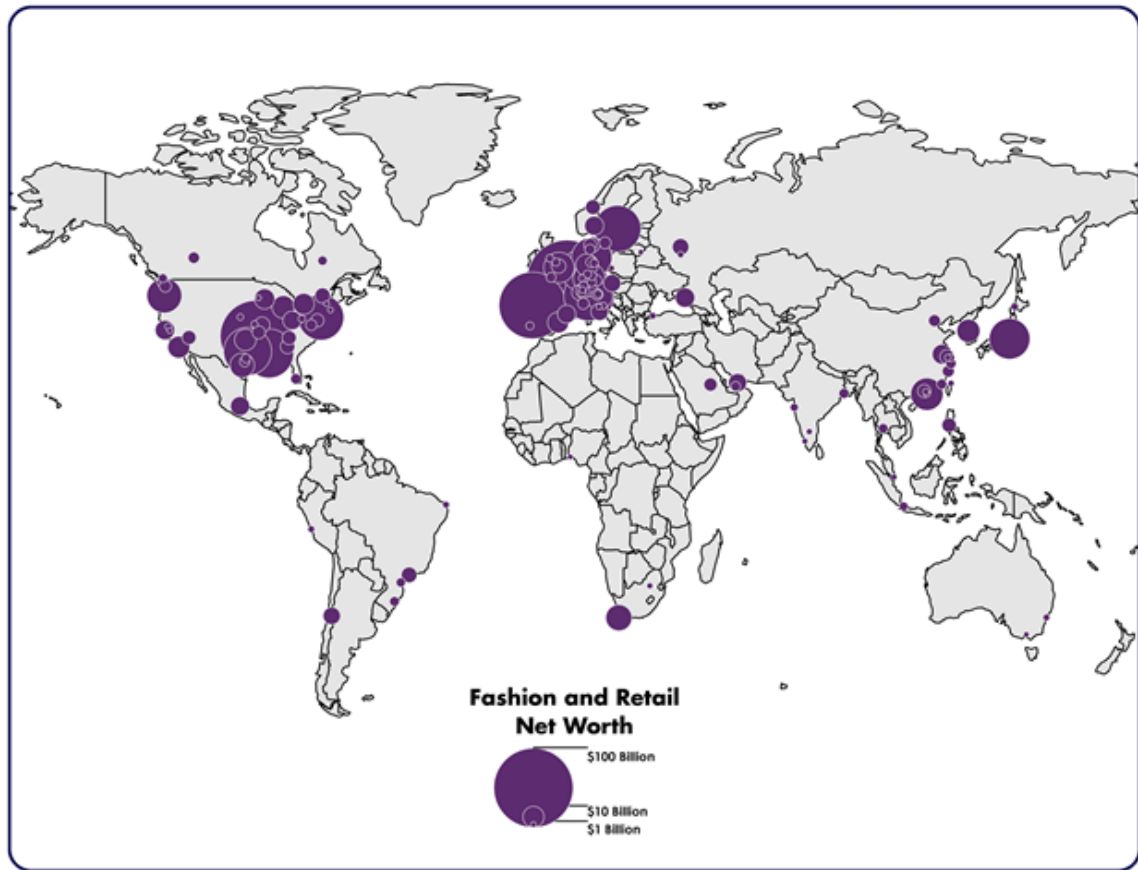 Fashion and Retail
Net Worth
$100 Billion
$10 Billion
$1 Billion